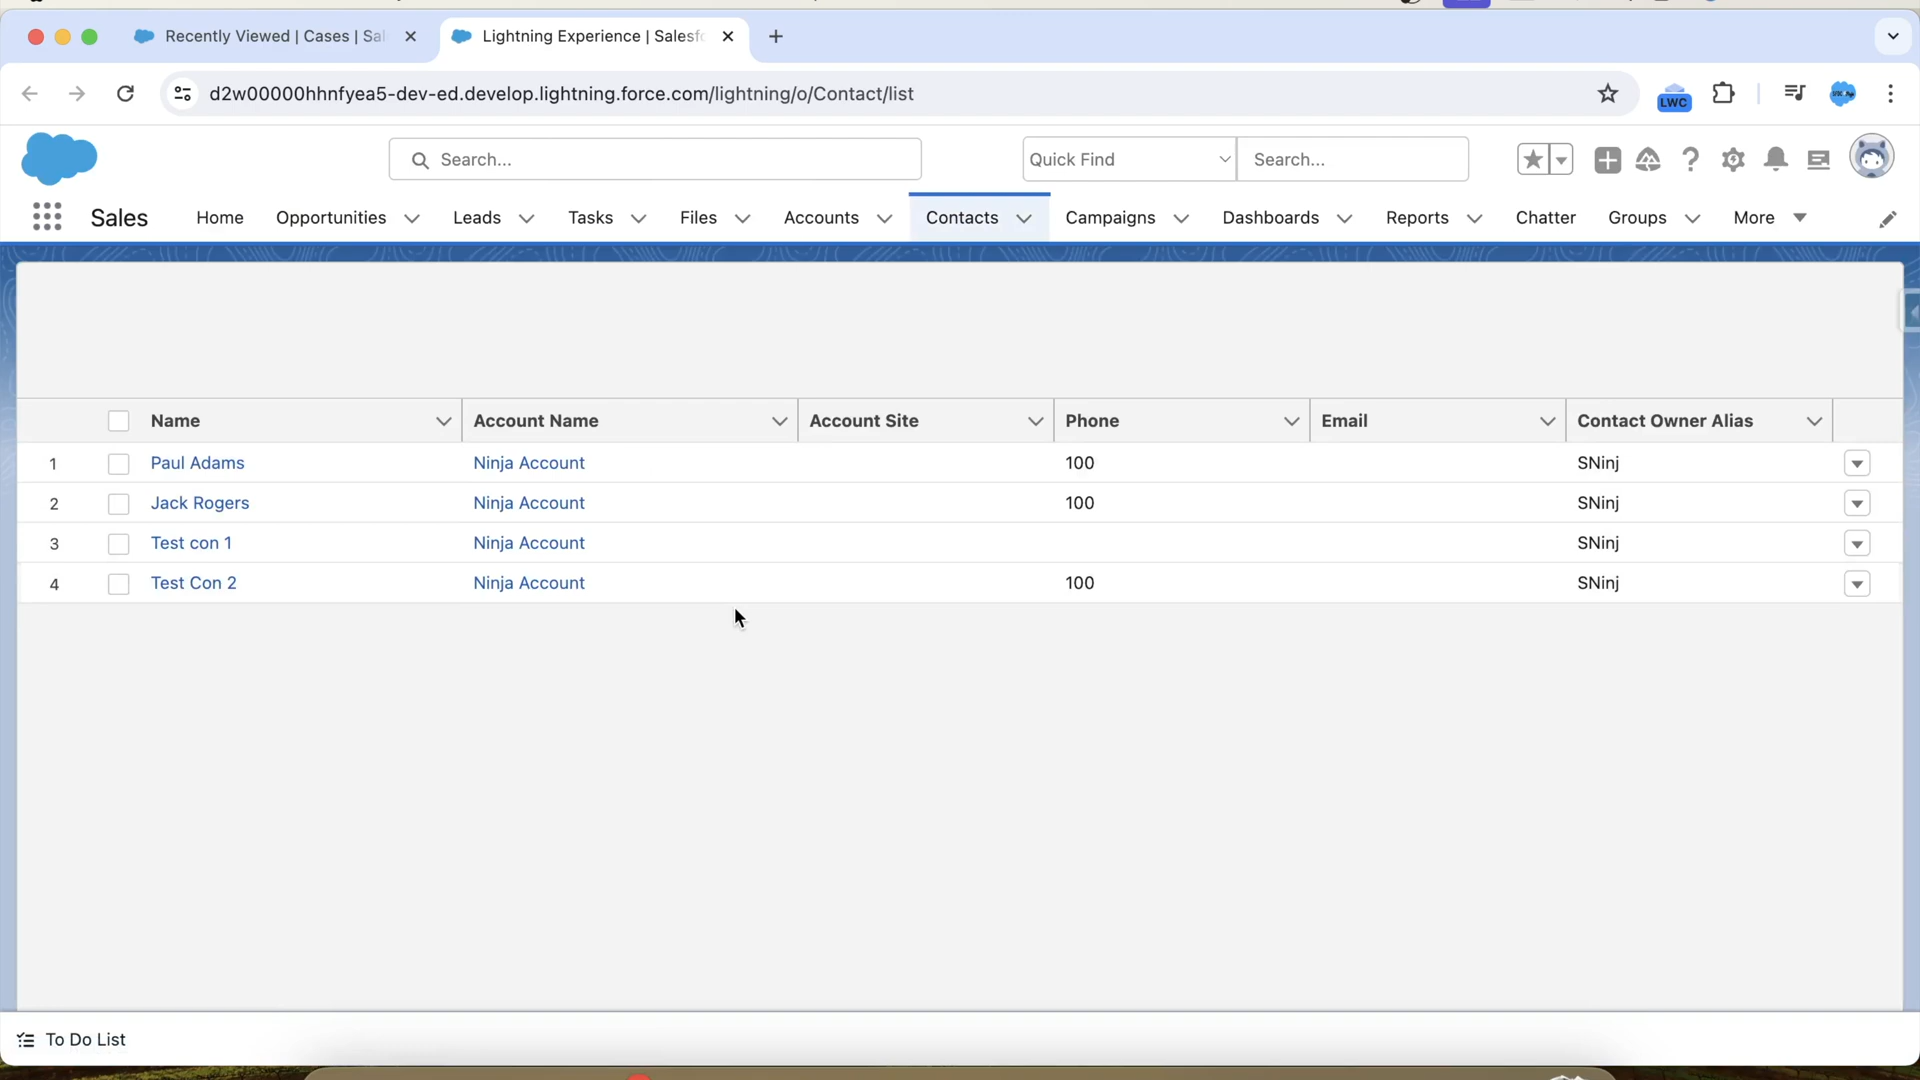 Recently Viewed | Cases | Sal
Lightning Experience | Salesfo
d2w00000hhnfyea5-dev-ed.develop.lightning.force.com/lightning/o/Contact/list
LWC
Search...
Quick Find
Search...
Sales
Home
Opportunities
Leads
Tasks
Files
Accounts
Contacts
Campaigns
Dashboards
Reports
Chatter
Groups
More
Name
Account Name
Account Site
Phone
Email
Contact Owner Alias
1 Paul Adams Ninja Account 100 SNinj
2 Jack Rogers Ninja Account 100 SNinj
3 Test con 1 Ninja Account SNinj
4 Test Con 2 Ninja Account 100 SNinj
To Do List